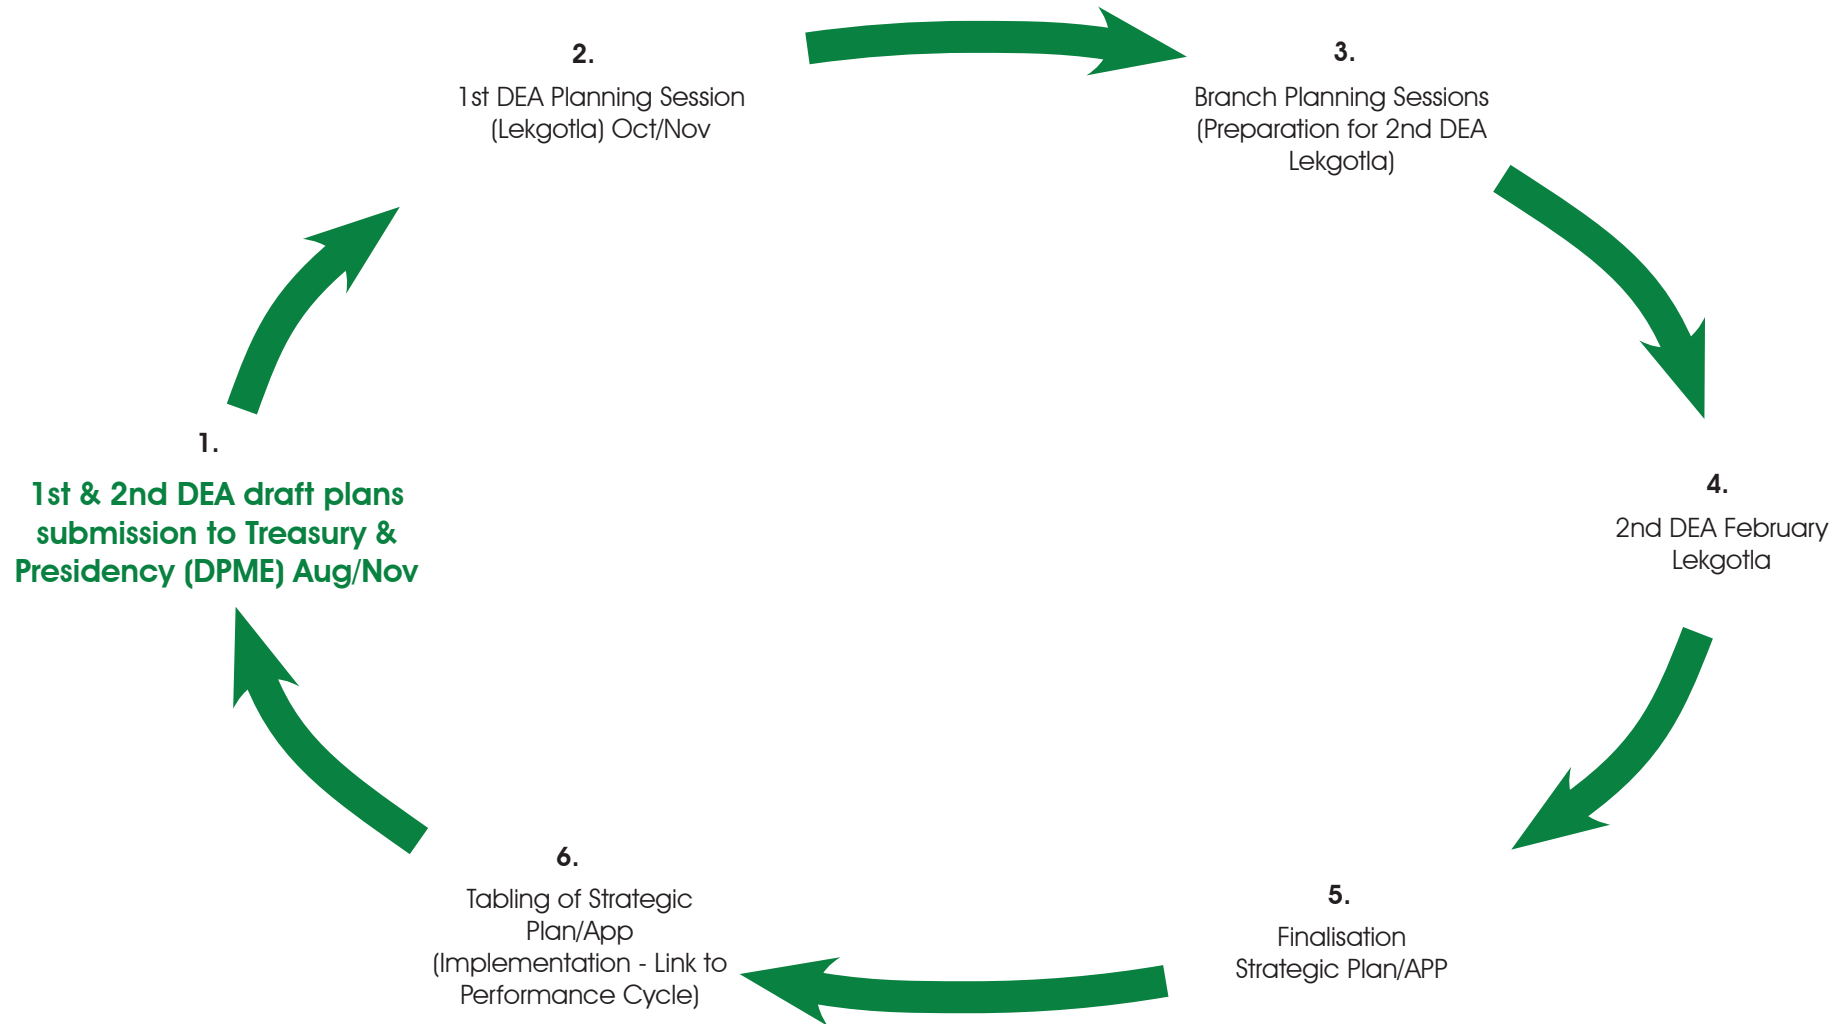 1.
1st & 2nd DEA draft plans
submission to Treasury &
Presidency (DPME) Aug/Nov
2.
1st DEA Planning Session
(Lekgotla) Oct/Nov
3.
Branch Planning Sessions
(Preparation for 2nd DEA
Lekgotla)
4.
2nd DEA February
Lekgotla
5.
Finalisation
Strategic Plan/APP
6.
Tabling of Strategic
Plan/App
(Implementation - Link to
Performance Cycle)